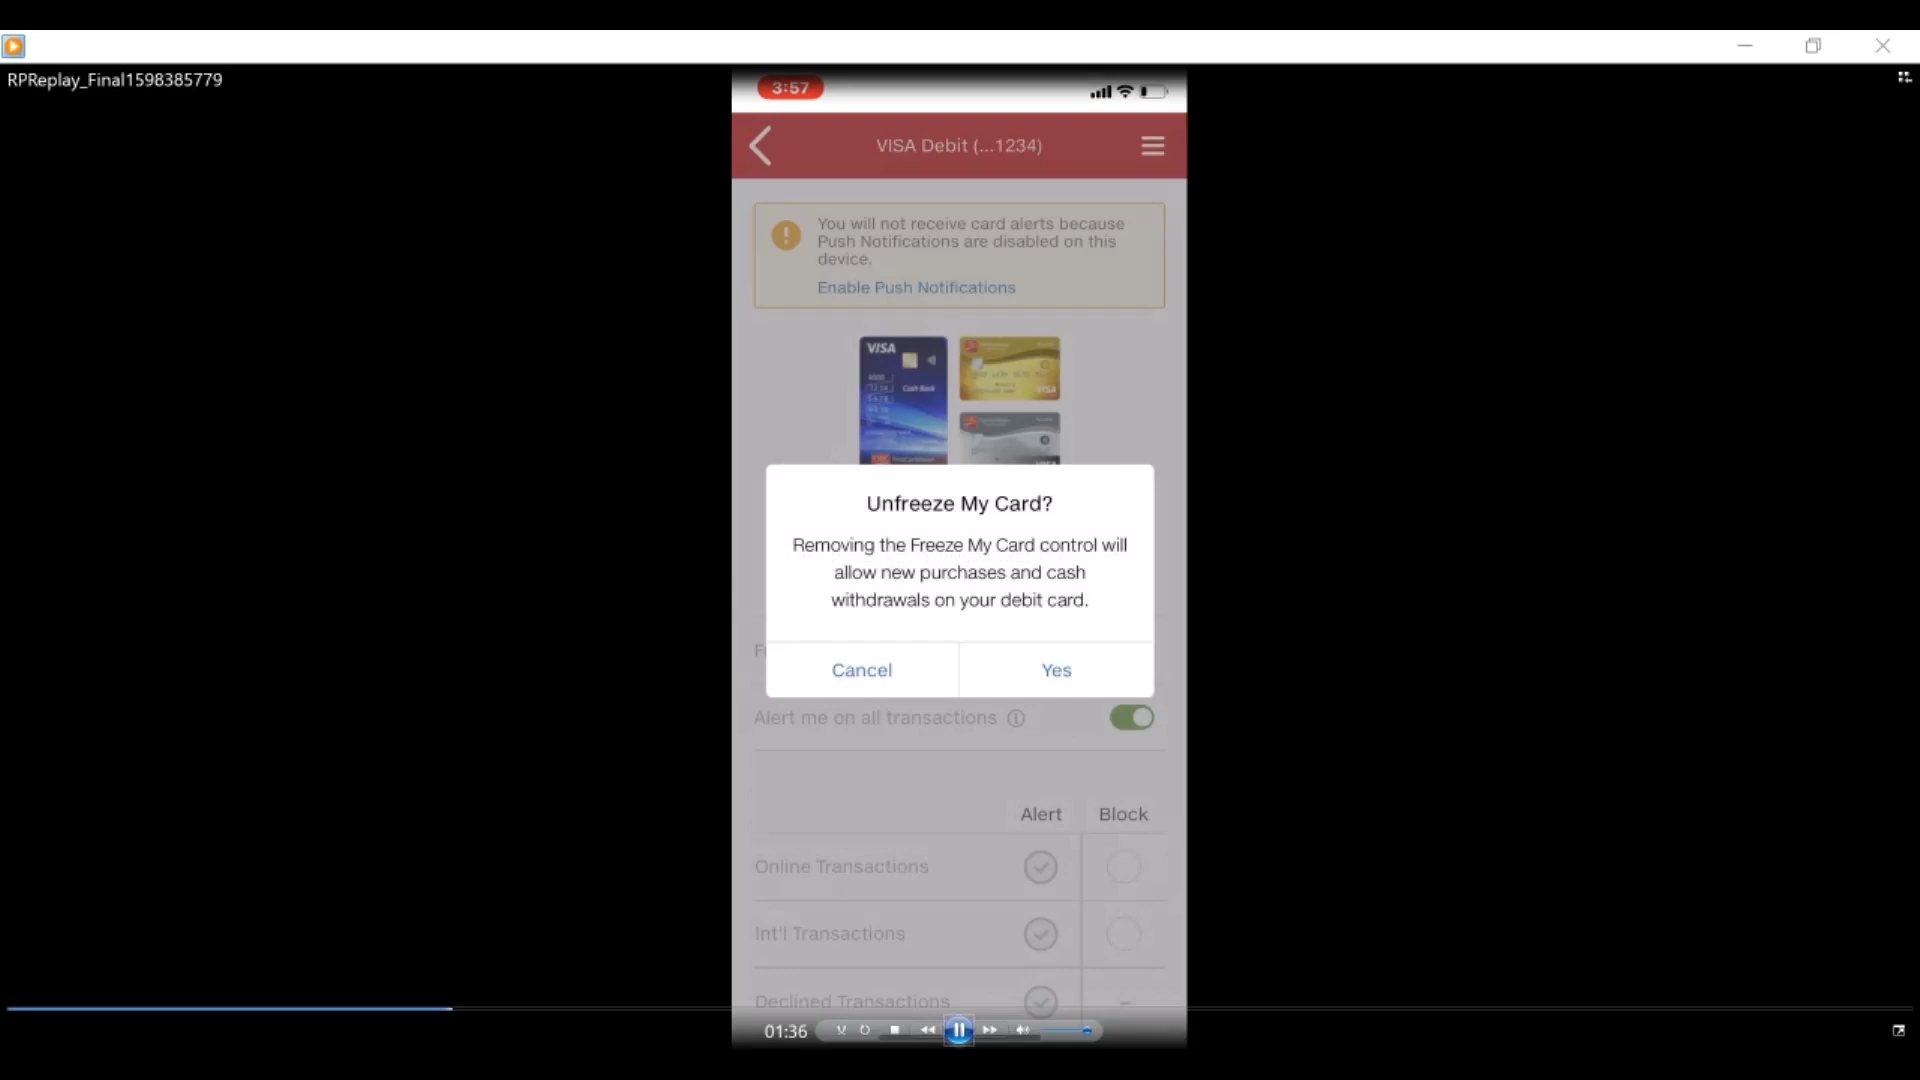 RPReplay_Final1598385779
3:57
VISA Debit (...1234)
You will not receive card alerts because
Push Notifications are disabled on this
device.
Enable Push Notifications
VISA
Cash Back
VISA
Unfreeze My Card?
Removing the Freeze My Card control will
allow new purchases and cash
withdrawals on your debit card.
Cancel
Yes
Alert me on all transactions
Alert
Block
Online Transactions
Int'l Transactions
Declined Transactions
01:36